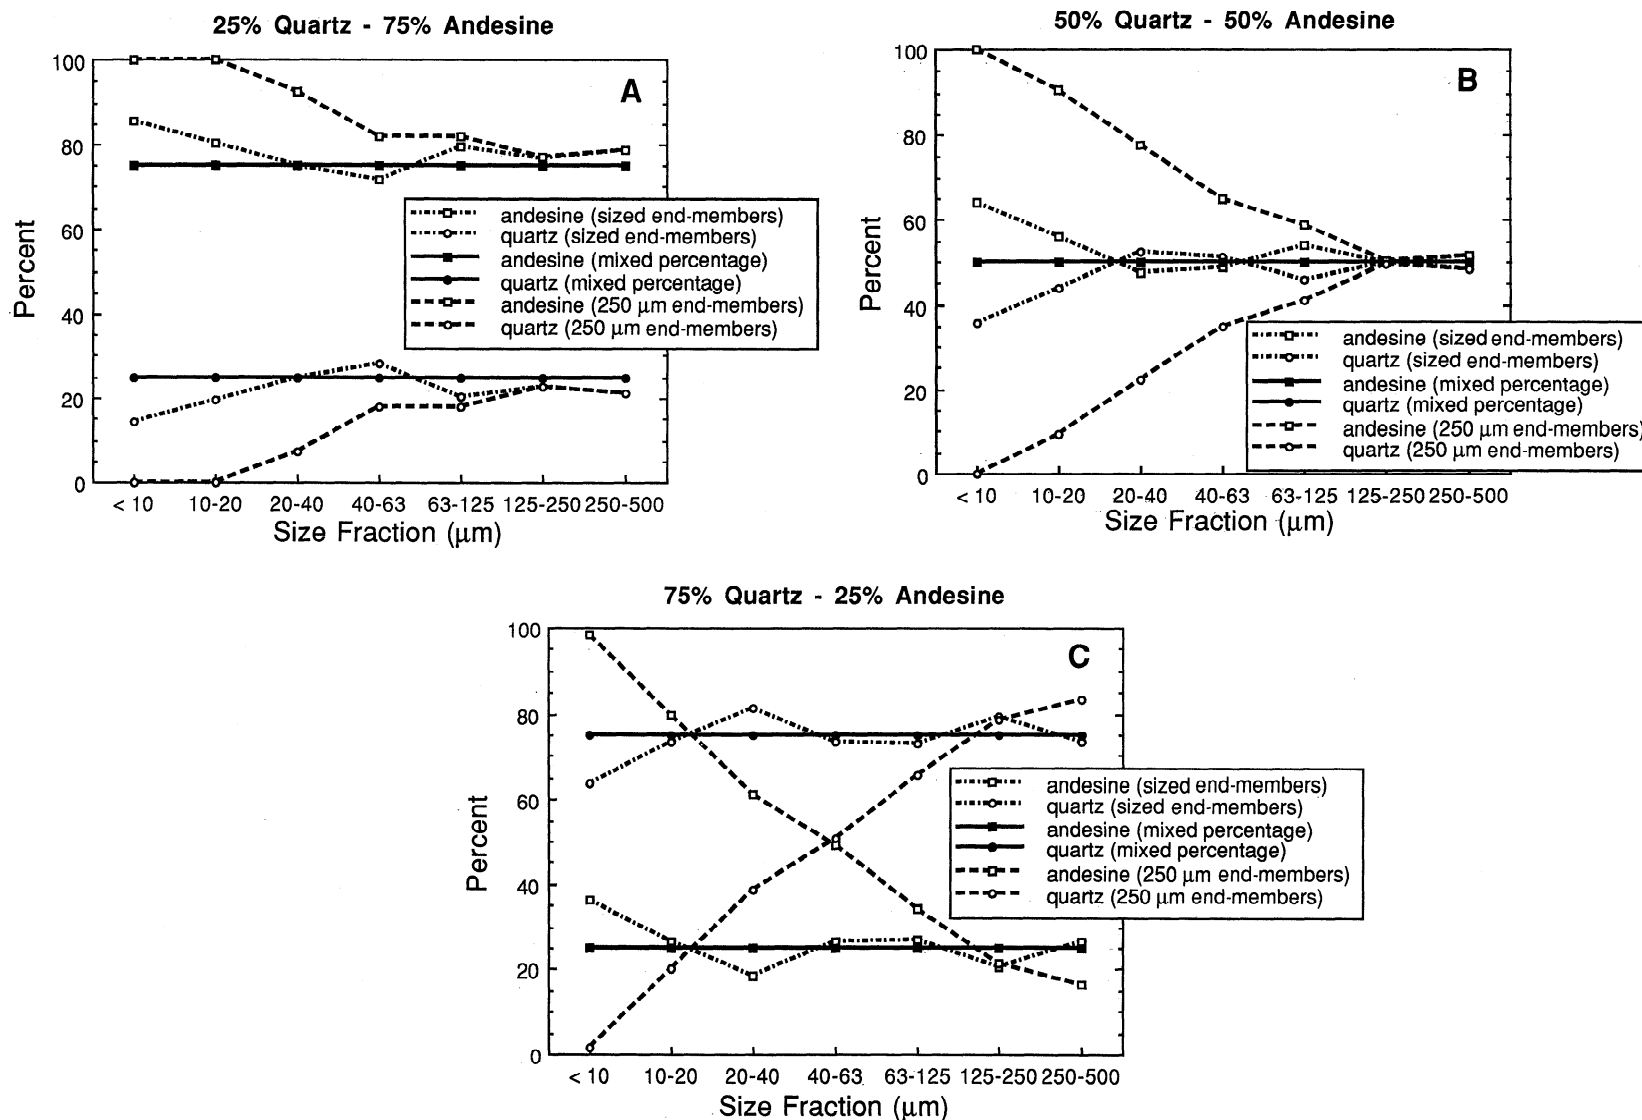 25% Quartz - 75% Andesine
A
100
80
60
40
20
0
Percent
andesine (sized end-members)
quartz (sized end-members)
andesine (mixed percentage)
quartz (mixed percentage)
andesine (250 µm end-members)
quartz (250 µm end-members)
< 10 10-20 20-40 40-63 63-125 125-250 250-500
Size Fraction (µm)
50% Quartz - 50% Andesine
B
100
80
60
40
20
0
Percent
andesine (sized end-members)
quartz (sized end-members)
andesine (mixed percentage)
quartz (mixed percentage)
andesine (250 µm end-members)
quartz (250 µm end-members)
< 10 10-20 20-40 40-63 63-125 125-250 250-500
Size Fraction (µm)
75% Quartz - 25% Andesine
C
100
80
60
40
20
0
Percent
andesine (sized end-members)
quartz (sized end-members)
andesine (mixed percentage)
quartz (mixed percentage)
andesine (250 µm end-members)
quartz (250 µm end-members)
< 10 10-20 20-40 40-63 63-125 125-250 250-500
Size Fraction (µm)